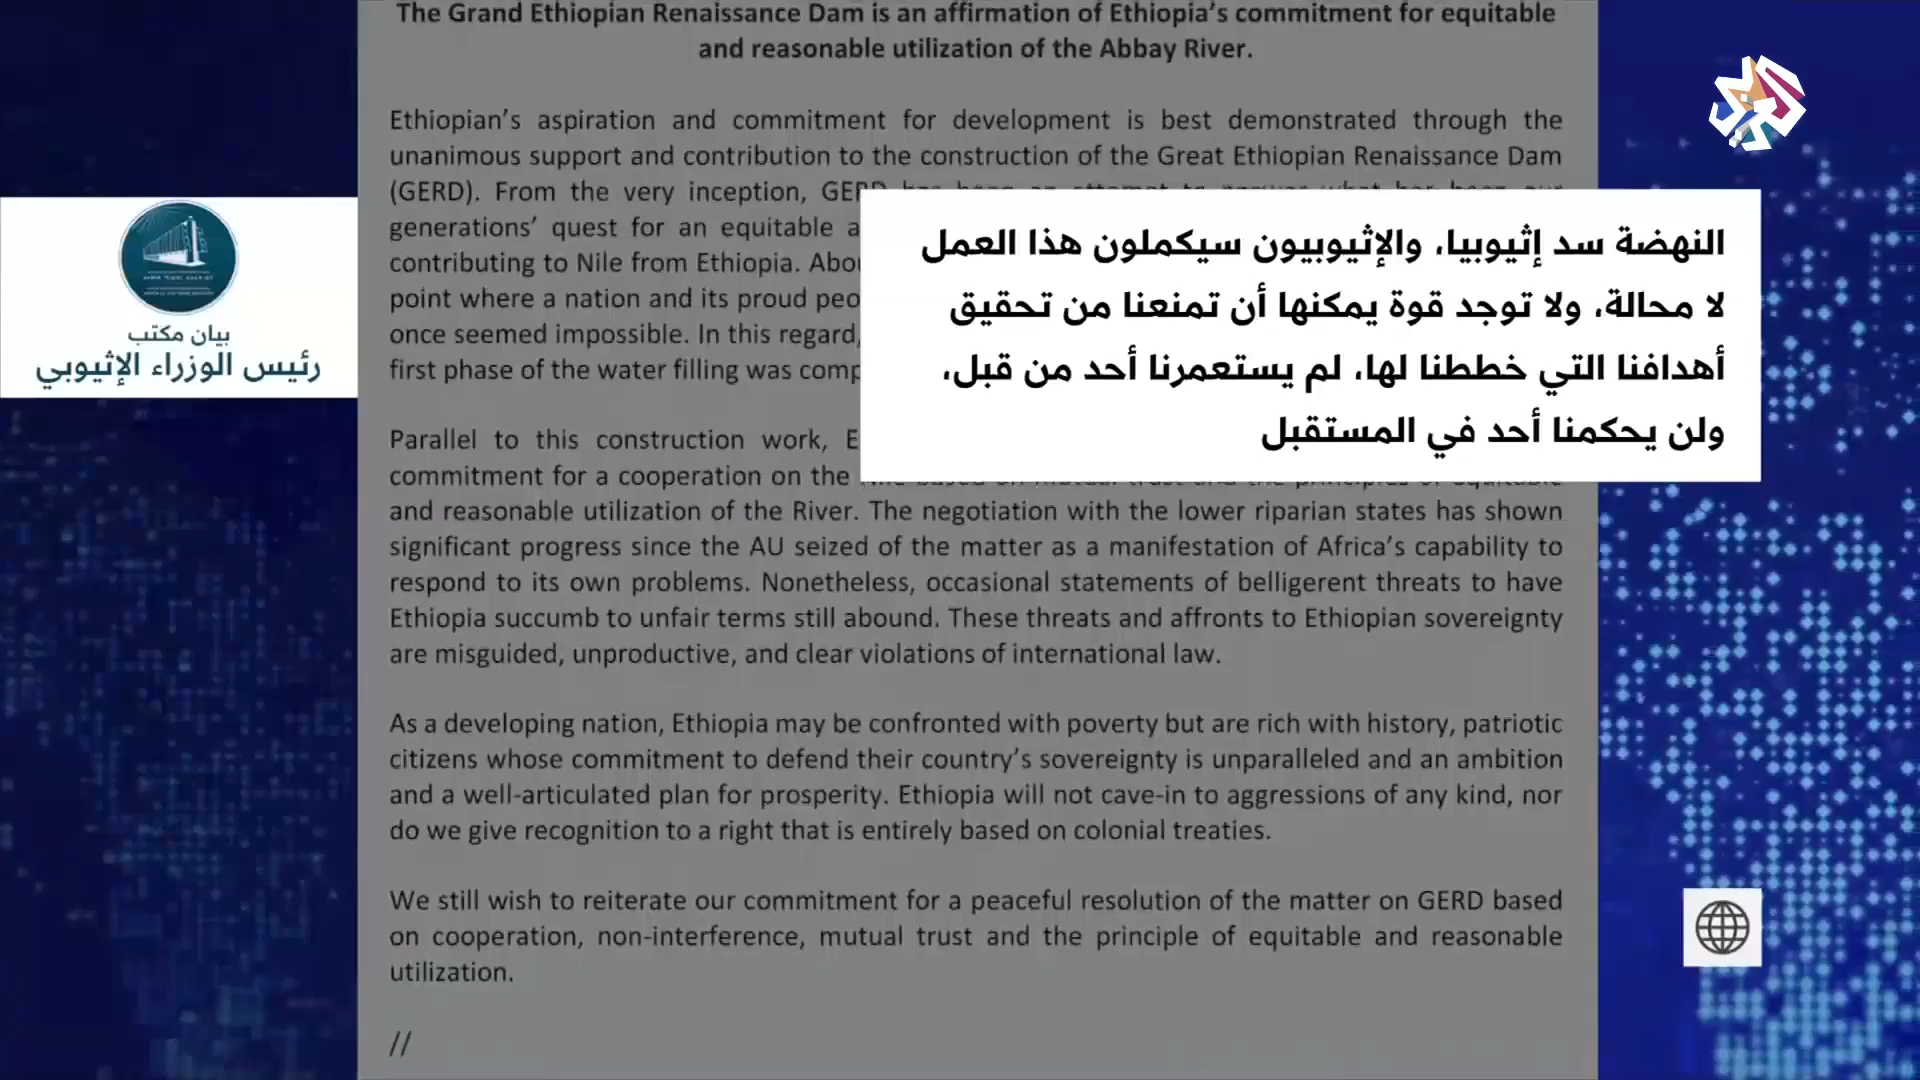 The Grand Ethiopian Renaissance Dam is an affirmation of Ethiopia's commitment for equitable
and reasonable utilization of the Abbay River.
Ethiopian's aspiration and commitment for development is best demonstrated through the
unanimous support and contribution to the construction of the Great Ethiopian Renaissance Dam
(GERD). From the very inception,
generations' quest for an equitable
contributing to Nile from Ethiopia.
point where a nation and its proud
once seemed impossible. In this regard,
first phase of the water filling was
Parallel to this construction work,
commitment for a cooperation on the
and reasonable utilization of the River. The negotiation with the lower riparian states has shown
significant progress since the AU seized of the matter as a manifestation of Africa's capability to
respond to its own problems. Nonetheless, occasional statements of belligerent threats to have
Ethiopia succumb to unfair terms still abound. These threats and affronts to Ethiopian sovereignty
are misguided, unproductive, and clear violations of international law.
As a developing nation, Ethiopia may be confronted with poverty but are rich with history, patriotic
citizens whose commitment to defend their country's sovereignty is unparalleled and an ambition
and a well-articulated plan for prosperity. Ethiopia will not cave-in to aggressions of any kind, nor
do we give recognition to a right that is entirely based on colonial treaties.
We still wish to reiterate our commitment for a peaceful resolution of the matter on GERD based
on cooperation, non-interference, mutual trust and the principle of equitable and reasonable
utilization.
//
النهضة سد إثيوبيا، والإثيوبيون سيكملون هذا العمل
لا محالة، ولا توجد قوة يمكنها أن تمنعنا من تحقيق
أهدافنا التي خططنا لها، لم يستعمرنا أحد من قبل،
ولن يحكمنا أحد في المستقبل
بيان مكتب
رئيس الوزراء الإثيوبي